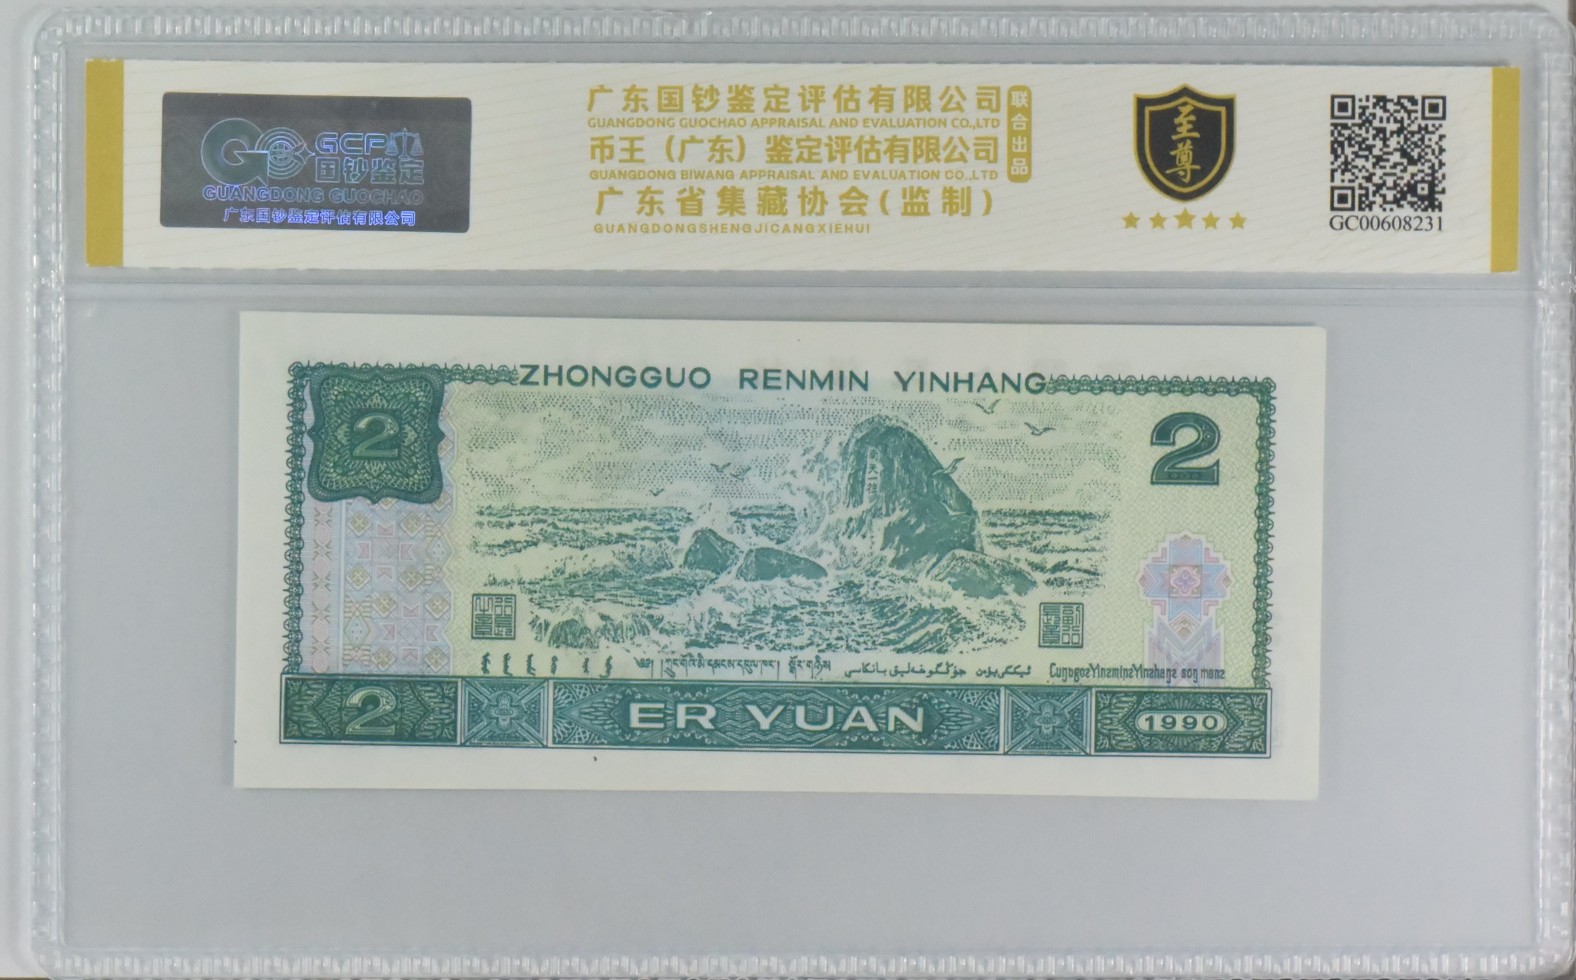 GCP
国钞鉴定
GUANGDONG GUOCHAO
广东国钞鉴定评估有限公司
广东国钞鉴定评估有限公司
GUANGDONG GUOCHAO APPRAISAL AND EVALUATION CO.,LTD
币王（广东）鉴定评估有限公司
GUANGDONG BIWANG APPRAISAL AND EVALUATION CO.,LTD
联合出品
广东省集藏协会(监制)
GUANGDONGSHENGJICANGXIEHUI
至尊
GC00608231
ZHONGGUO RENMIN YINHANG
2
2
2
ER YUAN
1990